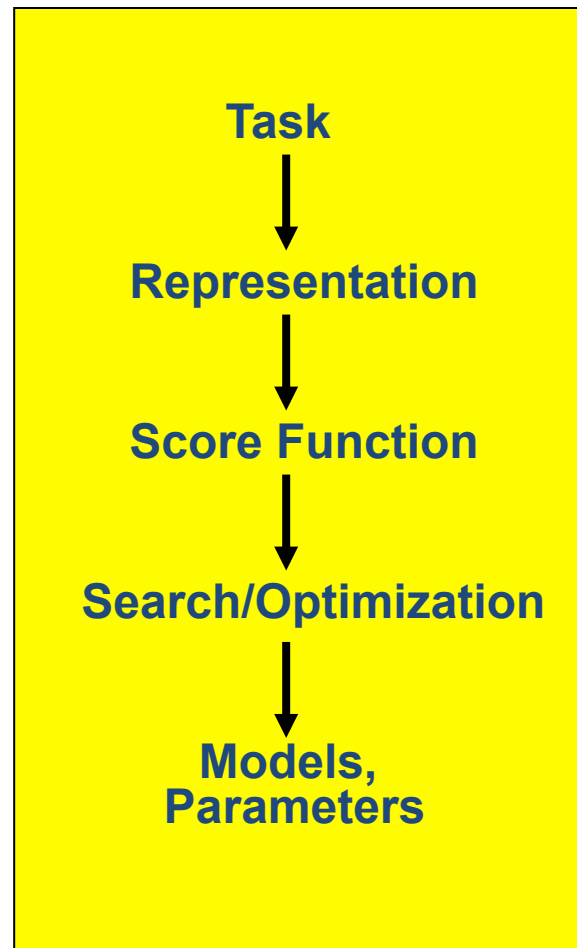 Task
Representation
Score Function
Search/Optimization
Models,
Parameters